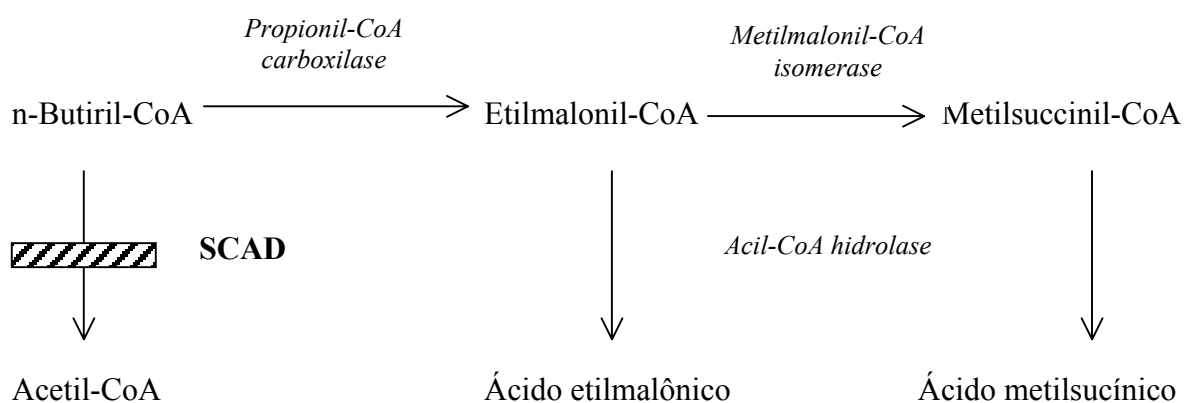 Propionil-CoA
carboxilase
Metilmalonil-CoA
isomerase
n-Butiril-CoA
Etilmalonil-CoA
Metilsuccinil-CoA
SCAD
Acil-CoA hidrolase
Acetil-CoA
Ácido etilmalônico
Ácido metilsucínico